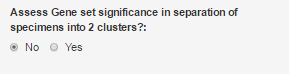 Assess Gene set significance in separation of
specimens into 2 clusters?:
No Yes